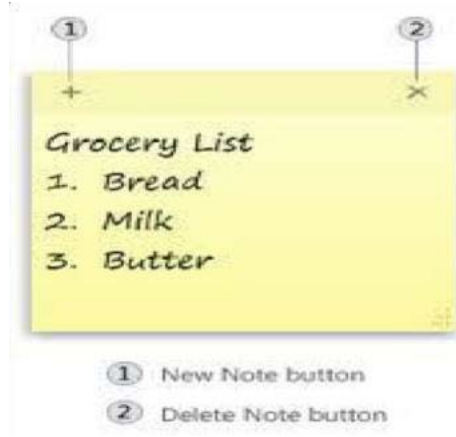 1 2
+ ×
Grocery List
1. Bread
2. Milk
3. Butter
1 New Note button
2 Delete Note button